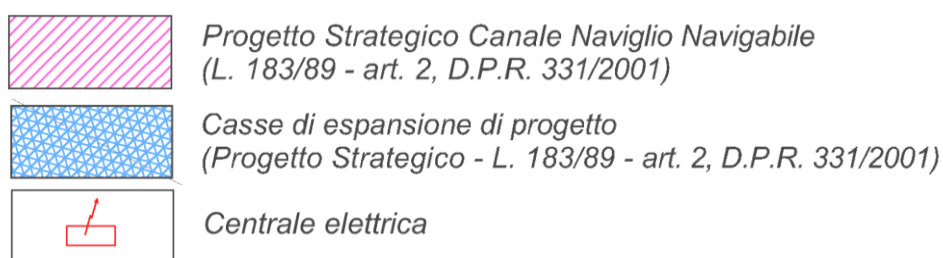 Progetto Strategico Canale Naviglio Navigabile
(L. 183/89 - art. 2, D.P.R. 331/2001)
Casse di espansione di progetto
(Progetto Strategico - L. 183/89 - art. 2, D.P.R. 331/2001)
Centrale elettrica